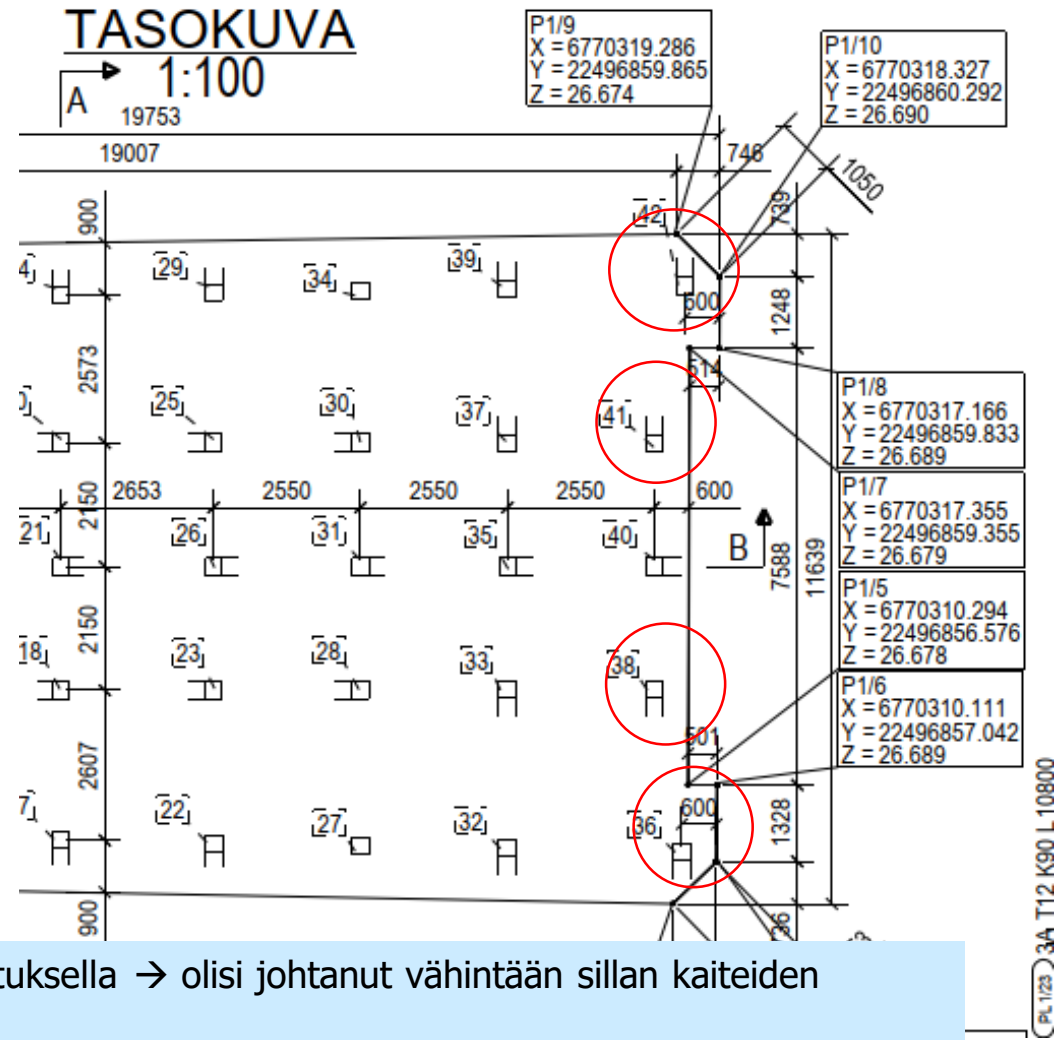 TASOKUVA
1:100
A
P1/9
X = 6770319.286
Y = 22496859.865
Z = 26.674
P1/10
X = 6770318.327
Y = 22496860.292
Z = 26.690
19753
19007
746
1050
900
739
42
39
29
34
4
600
1248
2573
514
0
25
30
37
41
P1/8
X = 6770317.166
Y = 22496859.833
Z = 26.689
P1/7
X = 6770317.355
Y = 22496859.355
Z = 26.679
2150
2653
2550
2550
2550
600
21
26
31
35
40
B
7588
11639
P1/5
X = 6770310.294
Y = 22496856.576
Z = 26.678
2150
18
23
28
33
38
P1/6
X = 6770310.111
Y = 22496857.042
Z = 26.689
501
2607
7
22
27
32
36
600
1328
900
736
3A T12 K90 L10800
PL 1/23
tuksella → olisi johtanut vähintään sillan kaiteiden